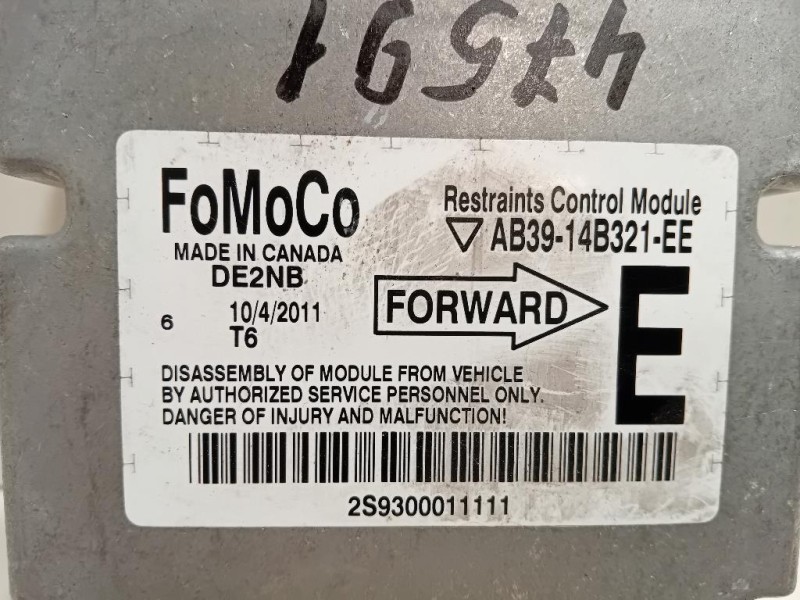 FoMoCo
MADE IN CANADA
DE2NB
6 10/4/2011
T6
Restraints Control Module
▽ AB39-14B321-EE
FORWARD
E
DISASSEMBLY OF MODULE FROM VEHICLE
BY AUTHORIZED SERVICE PERSONNEL ONLY.
DANGER OF INJURY AND MALFUNCTION!
2S9300011111